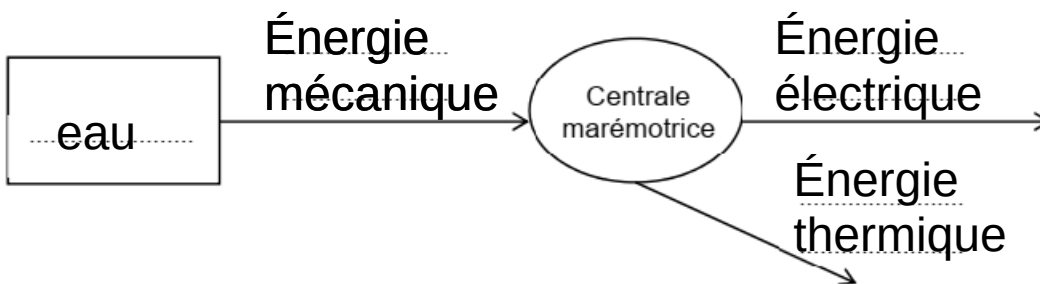 Énergie
mécanique
Énergie
électrique
Centrale
marémotrice
eau
Énergie
thermique